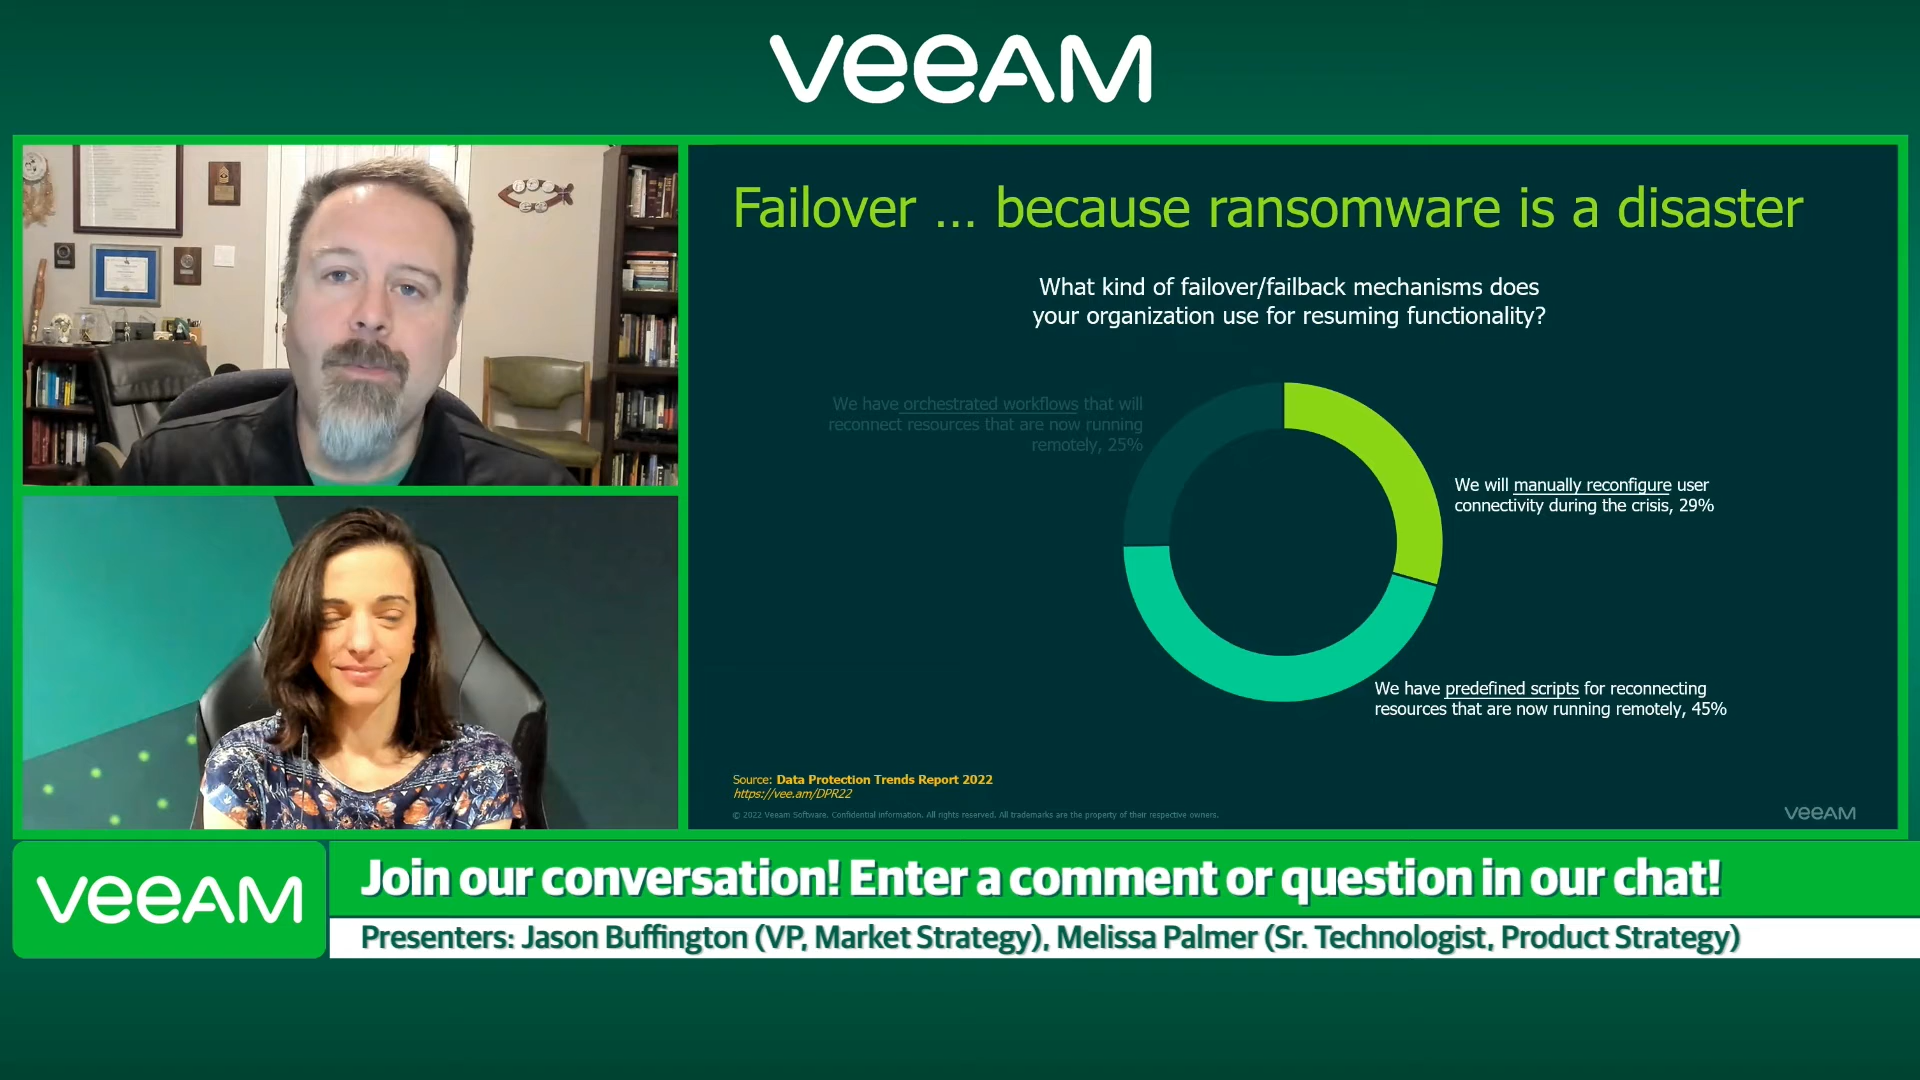 veeAM
Failover ... because ransomware is a disaster
What kind of failover/failback mechanisms does
your organization use for resuming functionality?
We have orchestrated workflows that will
reconnect resources that are now running
remotely, 25%
We will manually reconfigure user
connectivity during the crisis, 29%
We have predefined scripts for reconnecting
resources that are now running remotely, 45%
Source: Data Protection Trends Report 2022
https://vee.am/DPR22
© 2022 Veeam Software. Confidential information. All rights reserved. All trademarks are the property of their respective owners.
veeAM
veeAM
Join our conversation! Enter a comment or question in our chat!
Presenters: Jason Buffington (VP, Market Strategy), Melissa Palmer (Sr. Technologist, Product Strategy)